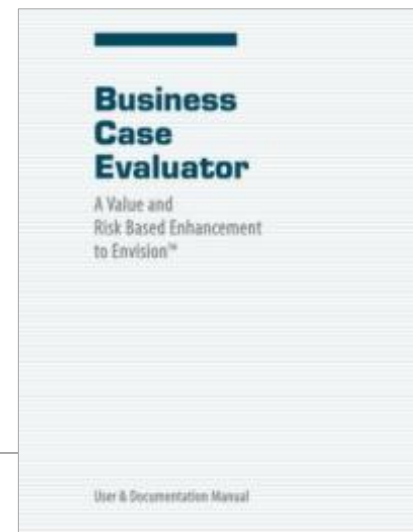 Business
Case
Evaluator
A Value and
Risk Based Enhancement
to Envision™
User & Documentation Manual